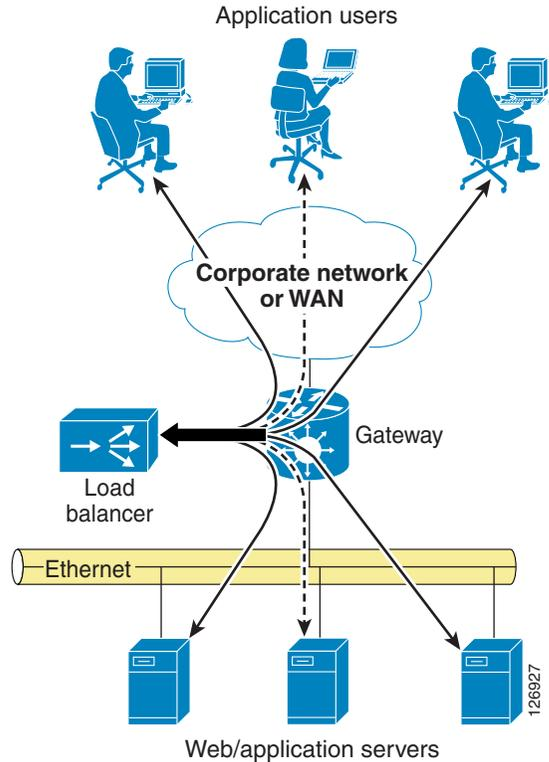 Application users
Corporate network
or WAN
Gateway
Load
balancer
Ethernet
126927
Web/application servers